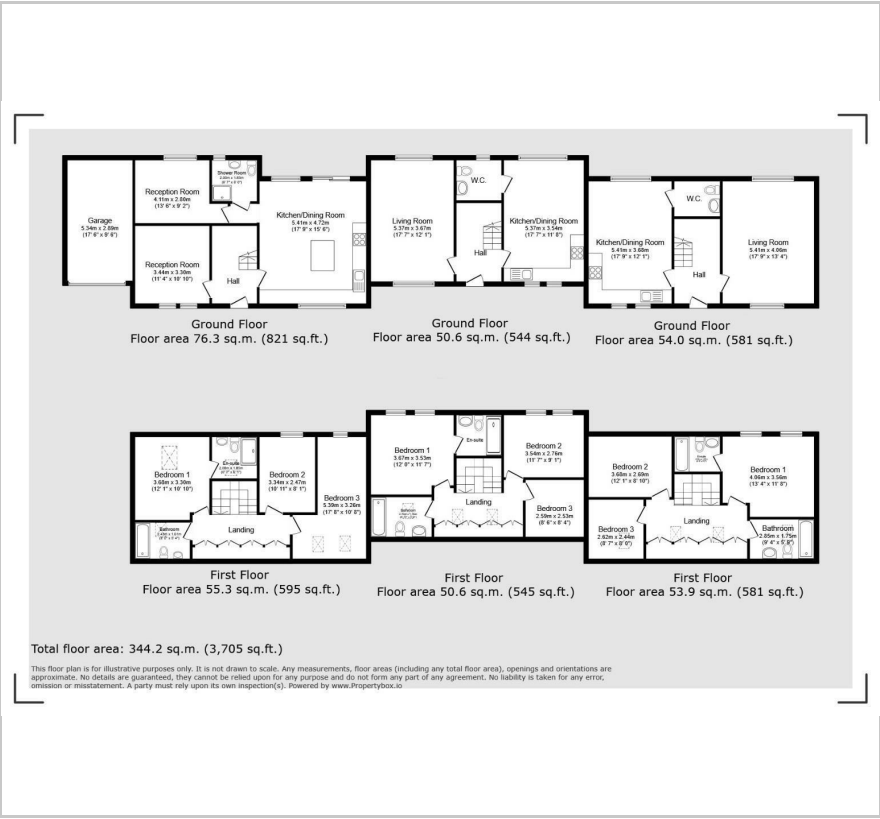 Garage
5.34m x 2.89m
(17' 6" x 9' 6")
Reception Room
4.11m x 2.80m
(13' 6" x 9' 2")
Shower Room
Kitchen/Dining Room
5.41m x 4.72m
(17' 9" x 15' 6")
Reception Room
3.44m x 3.30m
(11' 4" x 10' 10")
Hall
Living Room
5.37m x 3.67m
(17' 7" x 12' 1")
W.C.
Kitchen/Dining Room
5.37m x 3.54m
(17' 7" x 11' 8")
Hall
Kitchen/Dining Room
5.41m x 3.68m
(17' 9" x 12' 1")
W.C.
Hall
Living Room
5.41m x 4.06m
(17' 9" x 13' 4")
Ground Floor
Floor area 76.3 sq.m. (821 sq.ft.)
Ground Floor
Floor area 50.6 sq.m. (544 sq.ft.)
Ground Floor
Floor area 54.0 sq.m. (581 sq.ft.)
Bedroom 1
3.68m x 3.30m
(12' 1" x 10' 10")
En-suite
Bedroom 2
3.34m x 2.47m
(10' 11" x 8' 1")
Bedroom 3
5.39m x 3.26m
(17' 8" x 10' 8")
Bathroom
Landing
Bedroom 1
3.67m x 3.53m
(12' 0" x 11' 7")
En-suite
Bedroom 2
3.54m x 2.76m
(11' 7" x 9' 1")
Bathroom
Landing
Bedroom 3
2.59m x 2.53m
(8' 6" x 8' 4")
Bedroom 2
3.68m x 2.69m
(12' 1" x 8' 10")
Bedroom 1
4.06m x 3.56m
(13' 4" x 11' 8")
Bedroom 3
2.62m x 2.44m
(8' 7" x 8' 0")
Landing
Bathroom
2.85m x 1.75m
(9' 4" x 5' 9")
First Floor
Floor area 55.3 sq.m. (595 sq.ft.)
First Floor
Floor area 50.6 sq.m. (545 sq.ft.)
First Floor
Floor area 53.9 sq.m. (581 sq.ft.)
Total floor area: 344.2 sq.m. (3,705 sq.ft.)
This floor plan is for illustrative purposes only. It is not drawn to scale. Any measurements, floor areas (including any total floor area), openings and orientations are
approximate. No details are guaranteed, they cannot be relied upon for any purpose and do not form any part of any agreement. No liability is taken for any error,
omission or misstatement. A party must rely upon its own inspection(s). Powered by www.Propertybox.io